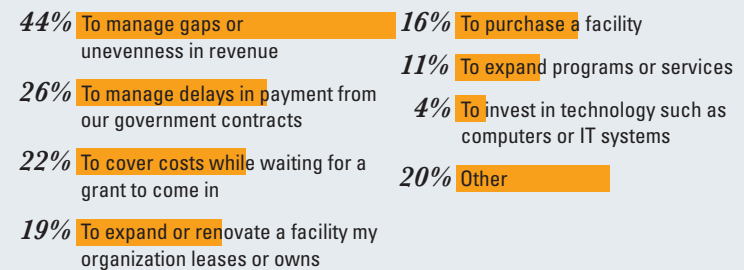 44% To manage gaps or
unevenness in revenue
26% To manage delays in payment from
our government contracts
22% To cover costs while waiting for a
grant to come in
19% To expand or renovate a facility my
organization leases or owns
16% To purchase a facility
11% To expand programs or services
4% To invest in technology such as
computers or IT systems
20% Other